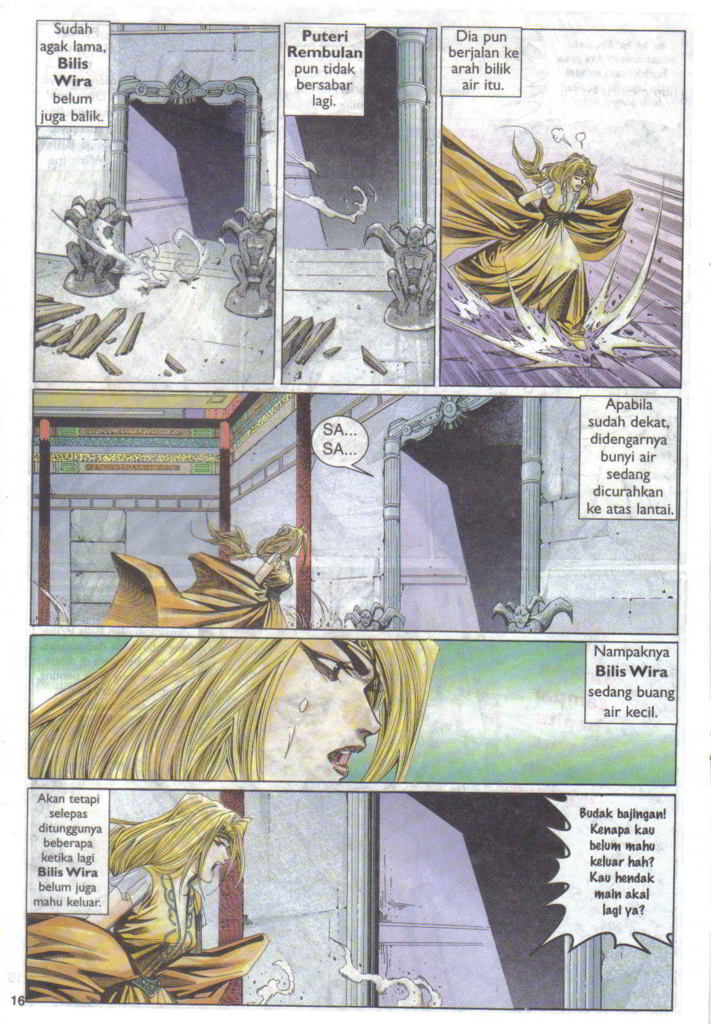 Sudah
agak lama,
Bilis
Wira
belum
juga balik.
Puteri
Rembulan
pun tidak
bersabar
lagi.
Dia pun
berjalan ke
arah bilik
air itu.
SA...
SA...
Apabila
sudah dekat,
didengarnya
bunyi air
sedang
dicurahkan
ke atas lantai.
Nampaknya
Bilis Wira
sedang buang
air kecil.
Akan tetapi
selepas
ditunggunya
beberapa
ketika lagi
Bilis Wira
belum juga
mahu keluar.
Budak bajingan!
Kenapa kau
belum mahu
keluar hah?
Kau hendak
main akal
lagi ya?
16